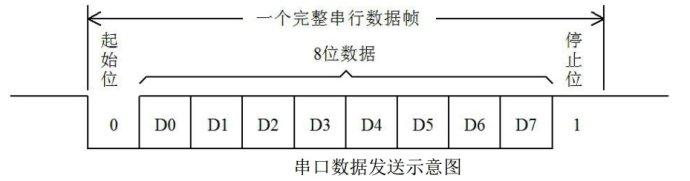 一个完整串行数据帧
起始位
8位数据
停止位
0 D0 D1 D2 D3 D4 D5 D6 D7 1
串口数据发送示意图